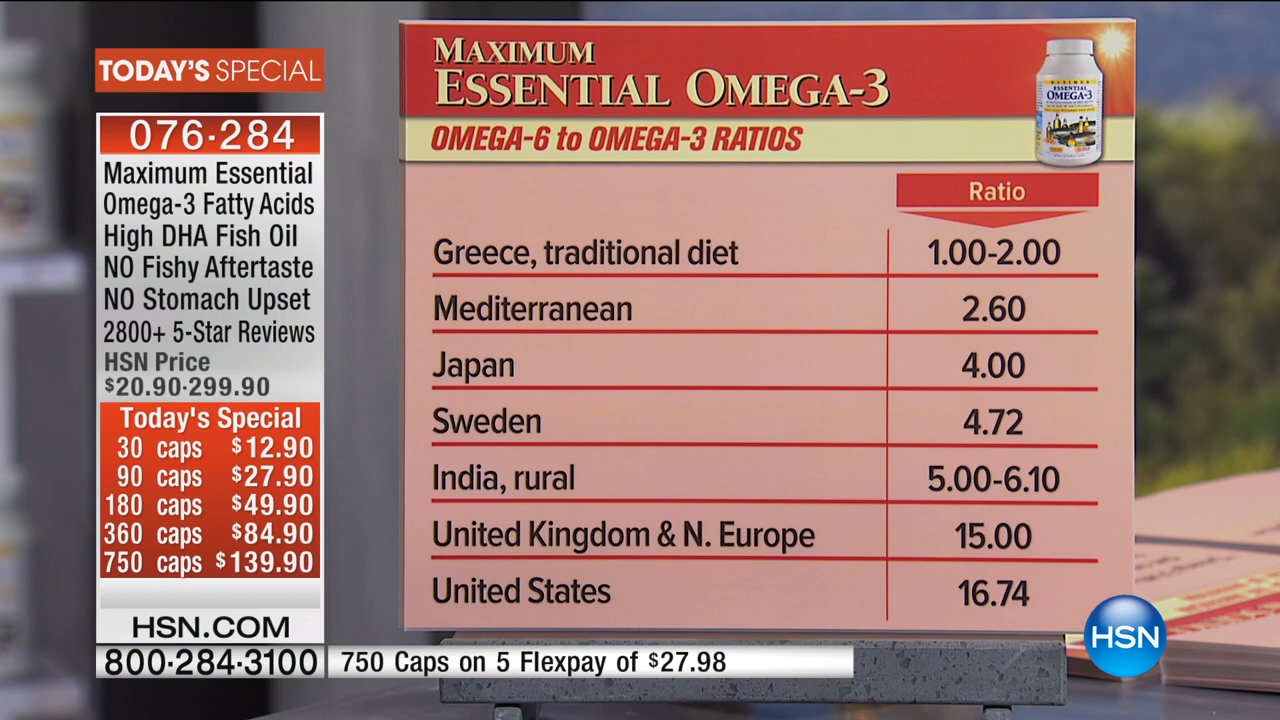 TODAY'S SPECIAL
076·284
Maximum Essential
Omega-3 Fatty Acids
High DHA Fish Oil
NO Fishy Aftertaste
NO Stomach Upset
2800+ 5-Star Reviews
HSN Price
$20.90-299.90
Today's Special
30 caps $12.90
90 caps $27.90
180 caps $49.90
360 caps $84.90
750 caps $139.90
HSN.COM
800·284·3100
750 Caps on 5 Flexpay of $27.98
MAXIMUM
ESSENTIAL OMEGA-3
OMEGA-6 to OMEGA-3 RATIOS
MAXIMUM
ESSENTIAL
OMEGA-3
Ratio
Greece, traditional diet 1.00-2.00
Mediterranean 2.60
Japan 4.00
Sweden 4.72
India, rural 5.00-6.10
United Kingdom & N. Europe 15.00
United States 16.74
HSN